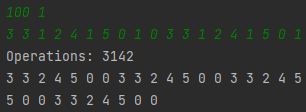 100 1
3 3 1 2 4 1 5 0 1 0 3 3 1 2 4 1 5 0 1
Operations: 3142
3 3 2 4 5 0 0 3 3 2 4 5 0 0 3 3 2 4 5
5 0 0 3 3 2 4 5 0 0